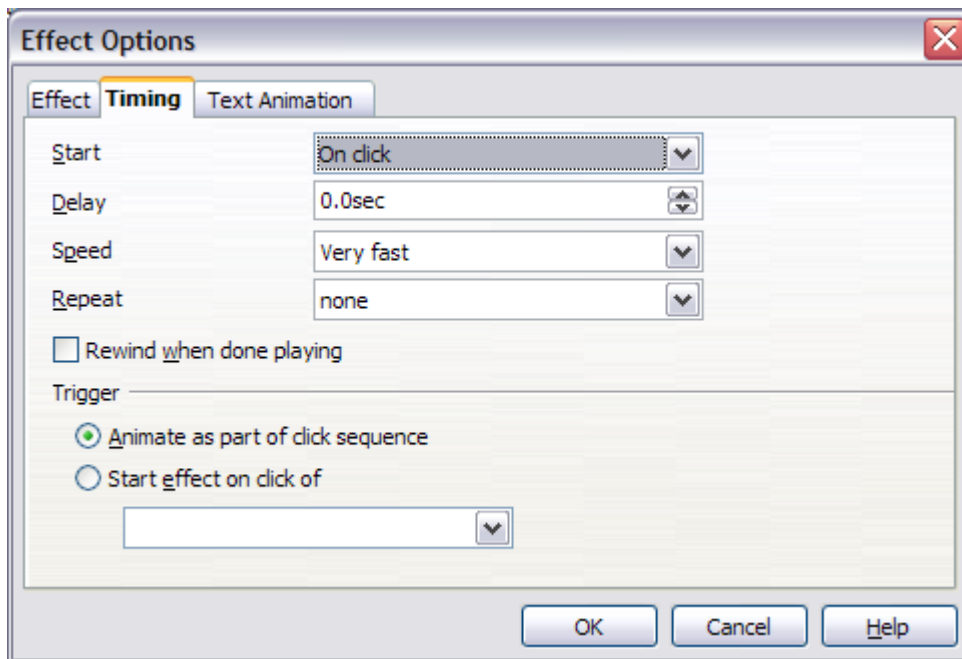 Effect Options
Effect Timing Text Animation
Start On click
Delay 0.0sec
Speed Very fast
Repeat none
Rewind when done playing
Trigger
Animate as part of click sequence
Start effect on click of
OK Cancel Help